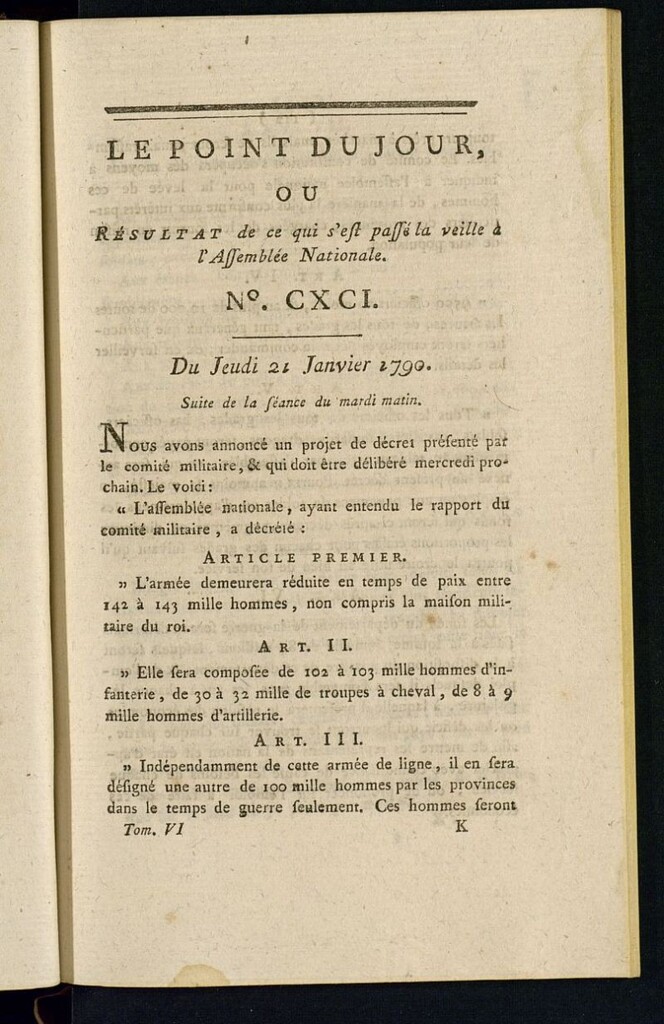 LE POINT DU JOUR,
OU
RÉSULTAT de ce qui s'eſt paſſé la veille à
l'Aſſemblée Nationale.
Nº. CXCI.
Du Jeudi 21 Janvier 1790.
Suite de la ſéance du mardi matin.
Nous avons annoncé un projet de décret préſenté par
le comité militaire, & qui doit être délibéré mercredi pro-
chain. Le voici :
« L'aſſemblée nationale, ayant entendu le rapport du
comité militaire, a décrété :
ARTICLE PREMIER.
» L'armée demeurera réduite en temps de paix entre
142 à 143 mille hommes, non compris la maiſon mili-
taire du roi.
ART. II.
» Elle ſera compoſée de 102 à 103 mille hommes d'in-
fanterie, de 30 à 32 mille de troupes à cheval, de 8 à 9
mille hommes d'artillerie.
ART. III.
» Indépendamment de cette armée de ligne, il en ſera
déſigné une autre de 100 mille hommes par les provinces
dans le temps de guerre ſeulement. Ces hommes ſeront
Tom. VI K